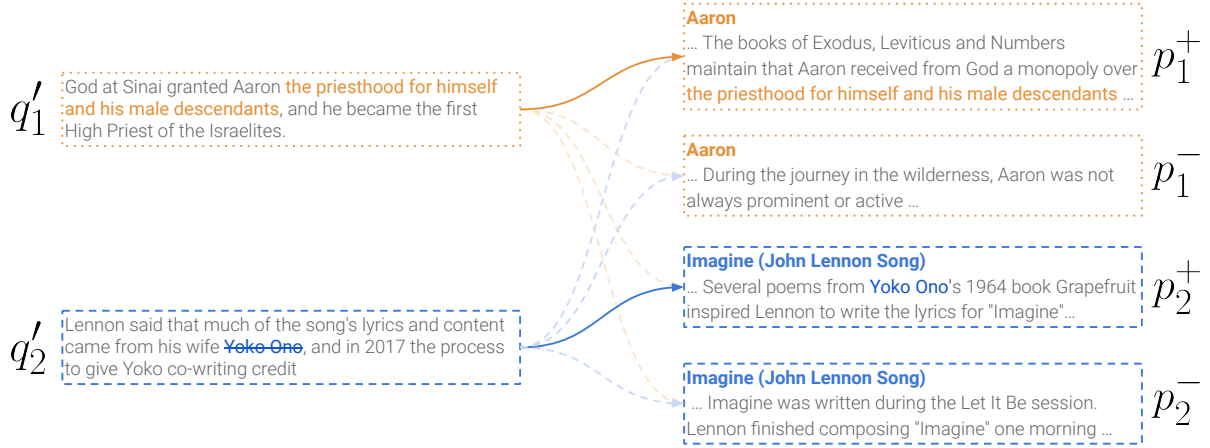 q′₁
God at Sinai granted Aaron the priesthood for himself
and his male descendants, and he became the first
High Priest of the Israelites.
Aaron
... The books of Exodus, Leviticus and Numbers
maintain that Aaron received from God a monopoly over
the priesthood for himself and his male descendants ...
p₁⁺
Aaron
... During the journey in the wilderness, Aaron was not
always prominent or active ...
p₁⁻
q′₂
Lennon said that much of the song's lyrics and content
came from his wife Yoko Ono, and in 2017 the process
to give Yoko co-writing credit
Imagine (John Lennon Song)
... Several poems from Yoko Ono's 1964 book Grapefruit
inspired Lennon to write the lyrics for "Imagine"...
p₂⁺
Imagine (John Lennon Song)
... Imagine was written during the Let It Be session.
Lennon finished composing "Imagine" one morning ...
p₂⁻